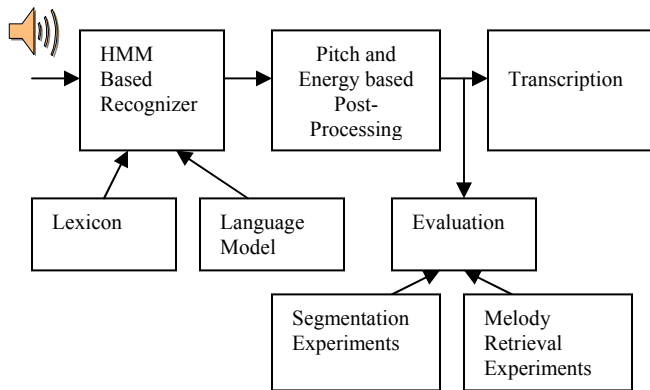 HMM
Based
Recognizer
Pitch and
Energy based
Post-
Processing
Transcription
Lexicon
Language
Model
Evaluation
Segmentation
Experiments
Melody
Retrieval
Experiments